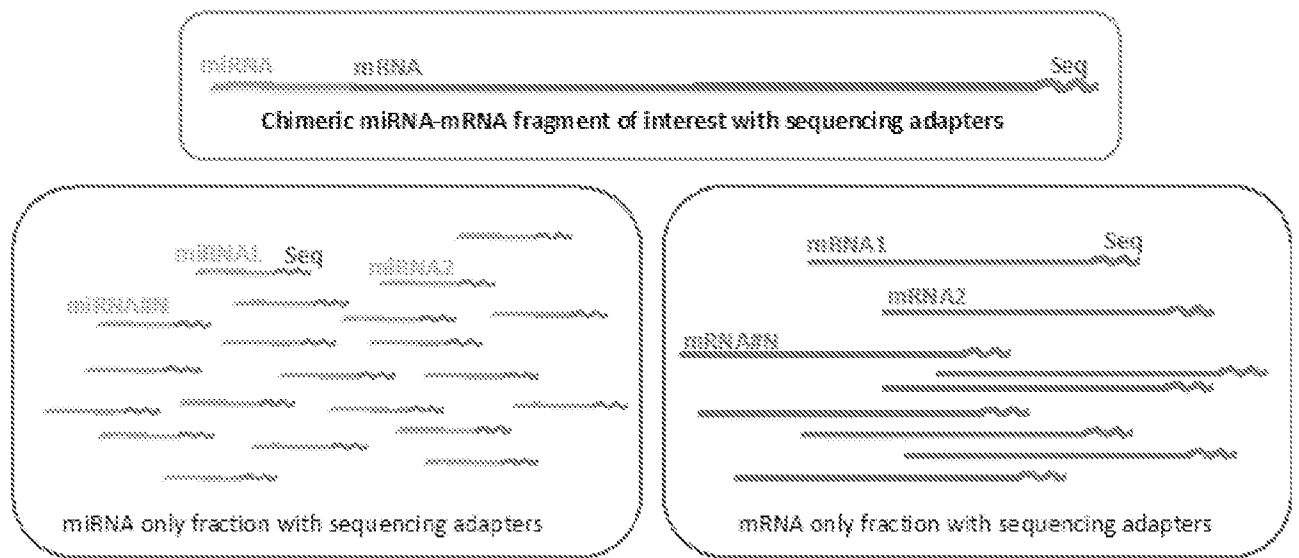 miRNA mRNA Seq
Chimeric miRNA-mRNA fragment of interest with sequencing adapters
miRNA1 Seq
miRNA2
miRNA#N
miRNA only fraction with sequencing adapters
mRNA1 Seq
mRNA2
mRNA#N
mRNA only fraction with sequencing adapters